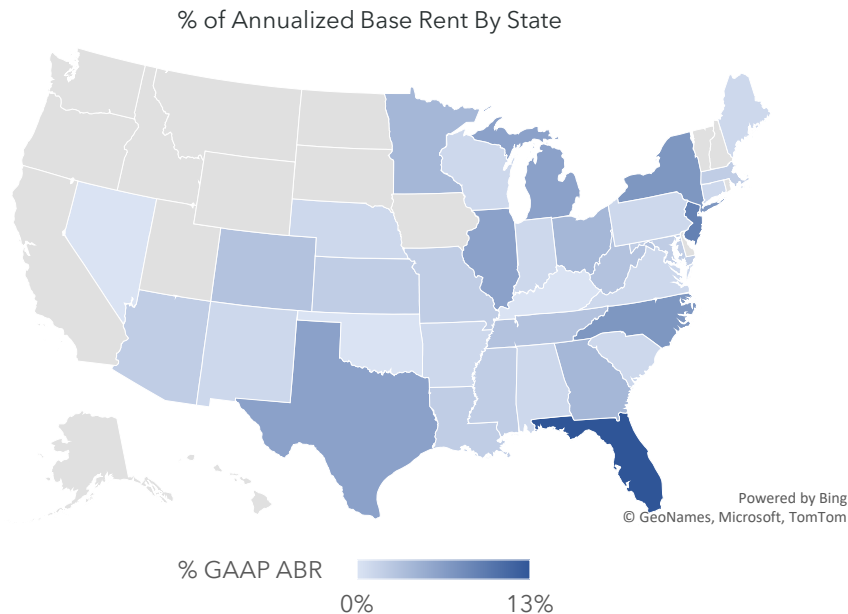 % of Annualized Base Rent By State
Powered by Bing
© GeoNames, Microsoft, TomTom
% GAAP ABR
0%
13%